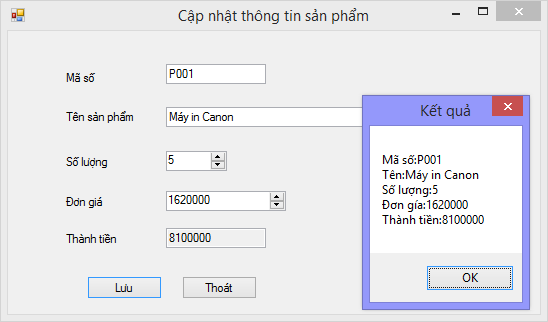 Cập nhật thông tin sản phẩm
Mã số
P001
Tên sản phẩm
Máy in Canon
Số lượng
5
Đơn giá
1620000
Thành tiền
8100000
Lưu
Thoát
Kết quả
Mã số:P001
Tên:Máy in Canon
Số lượng:5
Đơn gía:1620000
Thành tiền:8100000
OK